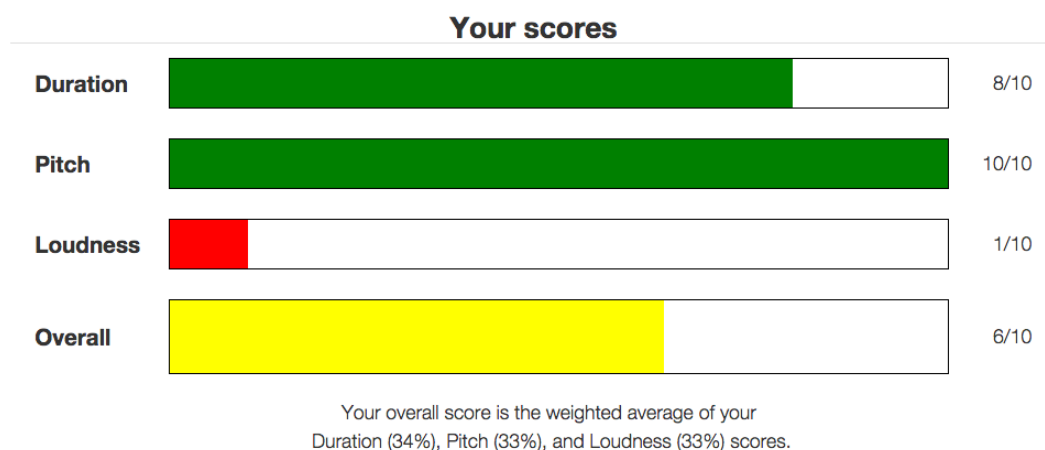 Your scores
Duration 8/10
Pitch 10/10
Loudness 1/10
Overall 6/10
Your overall score is the weighted average of your
Duration (34%), Pitch (33%), and Loudness (33%) scores.